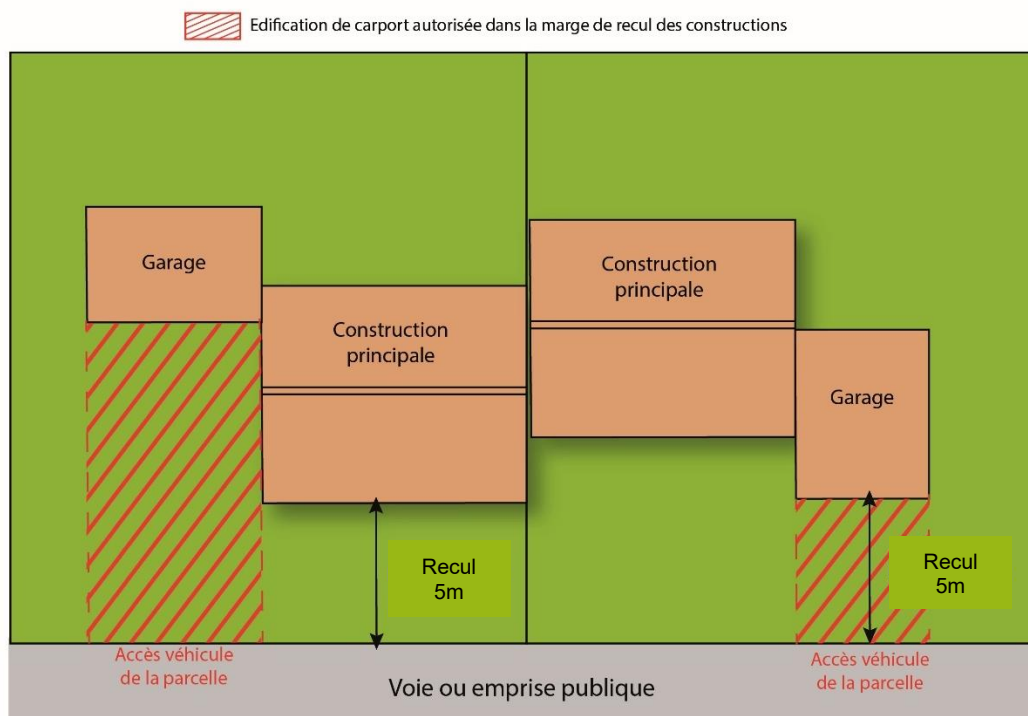 Edification de carport autorisée dans la marge de recul des constructions
Garage
Construction
principale
Construction
principale
Garage
Recul
5m
Recul
5m
Accès véhicule
de la parcelle
Voie ou emprise publique
Accès véhicule
de la parcelle